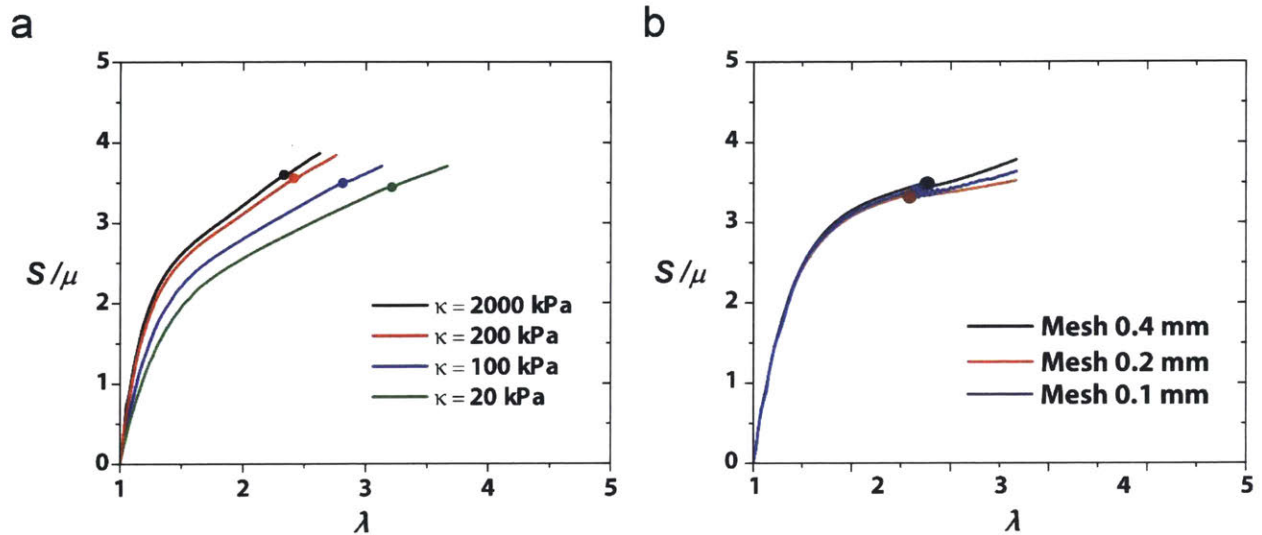 a
5
4
3
2
1
0
S/μ
1 2 3 4 5
λ
κ = 2000 kPa
κ = 200 kPa
κ = 100 kPa
κ = 20 kPa
b
5
4
3
2
1
0
S/μ
1 2 3 4 5
λ
Mesh 0.4 mm
Mesh 0.2 mm
Mesh 0.1 mm